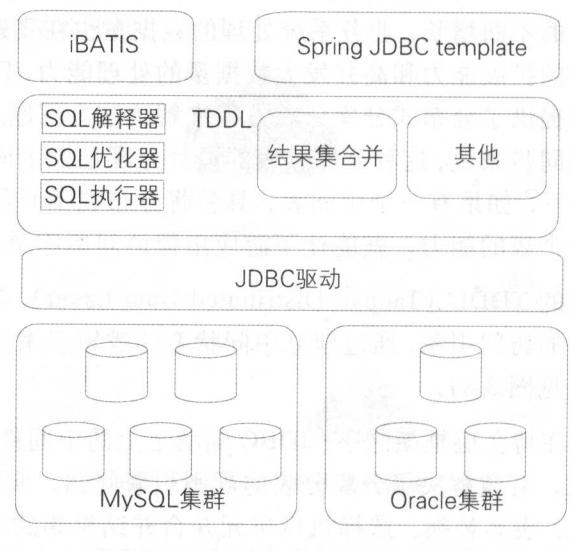 iBATIS
Spring JDBC template
SQL解释器
TDDL
SQL优化器
结果集合并
其他
SQL执行器
JDBC驱动
MySQL集群
Oracle集群